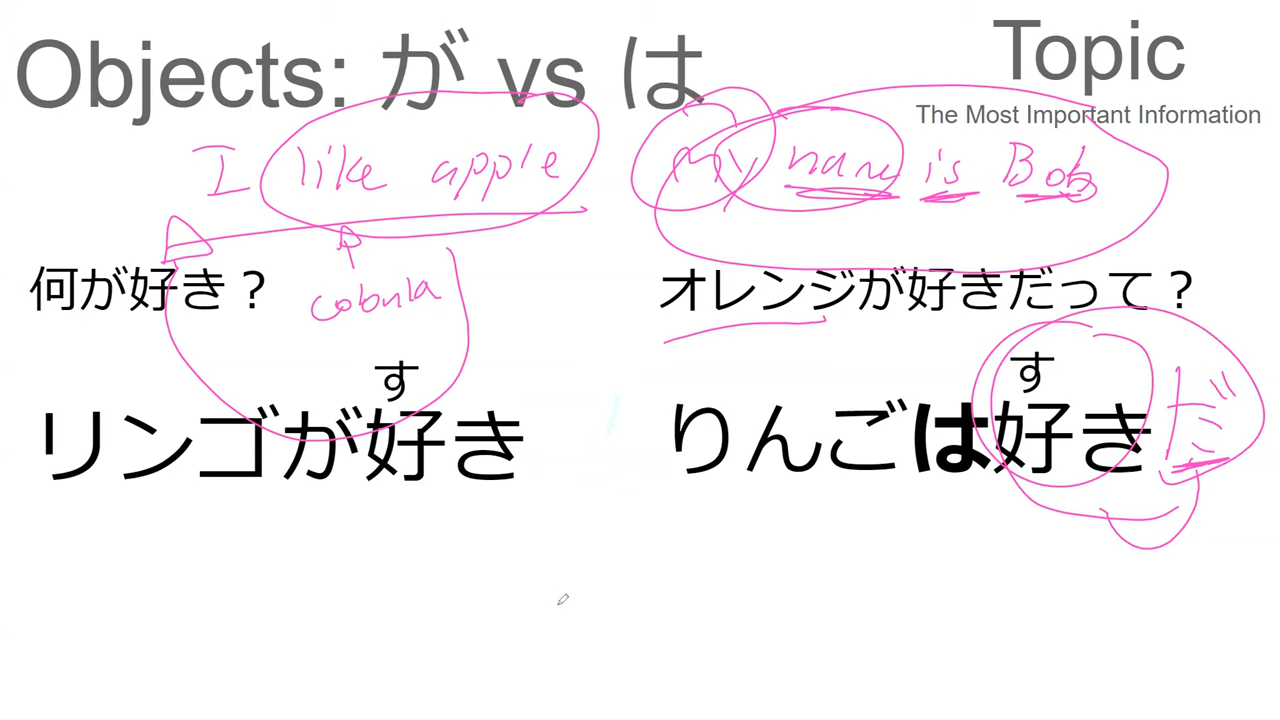 Objects: が vs は
Topic
The Most Important Information
I like apple
My name is Bob
何が好き？
cobula
オレンジが好きだって？
す
リンゴが好き
す
りんごは好き だ